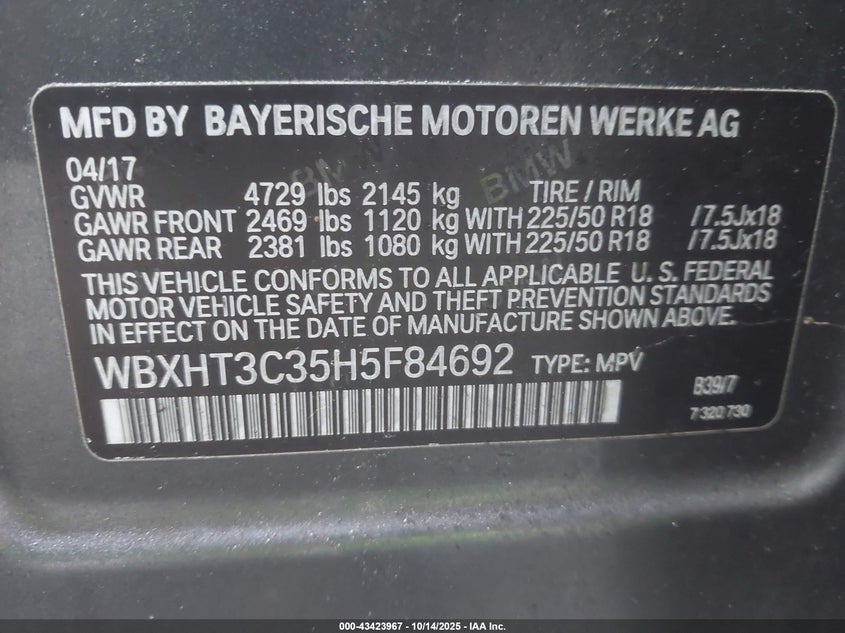 MFD BY BAYERISCHE MOTOREN WERKE AG
04/17
GVWR 4729 lbs 2145 kg TIRE / RIM
GAWR FRONT 2469 lbs 1120 kg WITH 225/50 R18 / 7.5Jx18
GAWR REAR 2381 lbs 1080 kg WITH 225/50 R18 / 7.5Jx18
THIS VEHICLE CONFORMS TO ALL APPLICABLE U. S. FEDERAL
MOTOR VEHICLE SAFETY AND THEFT PREVENTION STANDARDS
IN EFFECT ON THE DATE OF MANUFACTURE SHOWN ABOVE.
WBXHT3C35H5F84692 TYPE: MPV
B39/7
7 320 730
BMW BMW
000-43423967 - 10/14/2025 - IAA Inc.